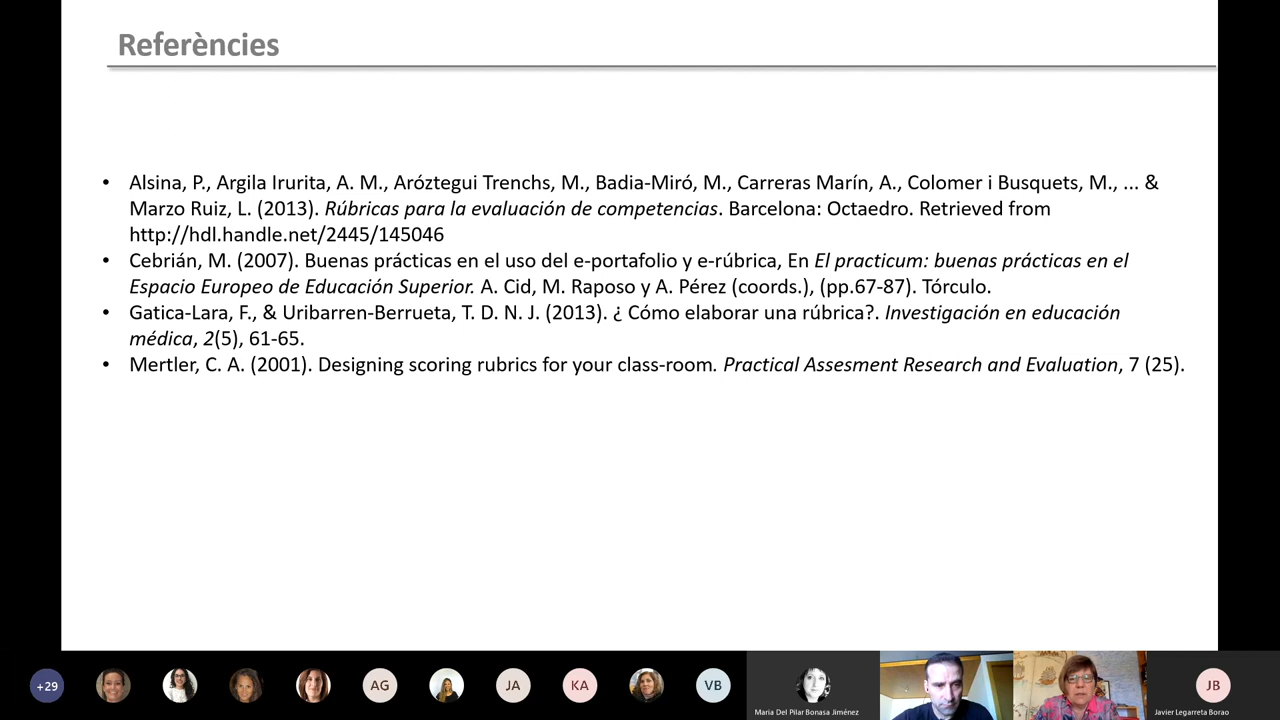 Referències
• Alsina, P., Argila Irurita, A. M., Aróztegui Trenchs, M., Badia-Miró, M., Carreras Marín, A., Colomer i Busquets, M., ... &
Marzo Ruiz, L. (2013). Rúbricas para la evaluación de competencias. Barcelona: Octaedro. Retrieved from
http://hdl.handle.net/2445/145046
• Cebrián, M. (2007). Buenas prácticas en el uso del e-portafolio y e-rúbrica, En El practicum: buenas prácticas en el
Espacio Europeo de Educación Superior. A. Cid, M. Raposo y A. Pérez (coords.), (pp.67-87). Tórculo.
• Gatica-Lara, F., & Uribarren-Berrueta, T. D. N. J. (2013). ¿ Cómo elaborar una rúbrica?. Investigación en educación
médica, 2(5), 61-65.
• Mertler, C. A. (2001). Designing scoring rubrics for your class-room. Practical Assesment Research and Evaluation, 7 (25).
+29 AG JA KA VB JB
María Del Pilar Bonasa Jiménez Javier Legarreta Borao